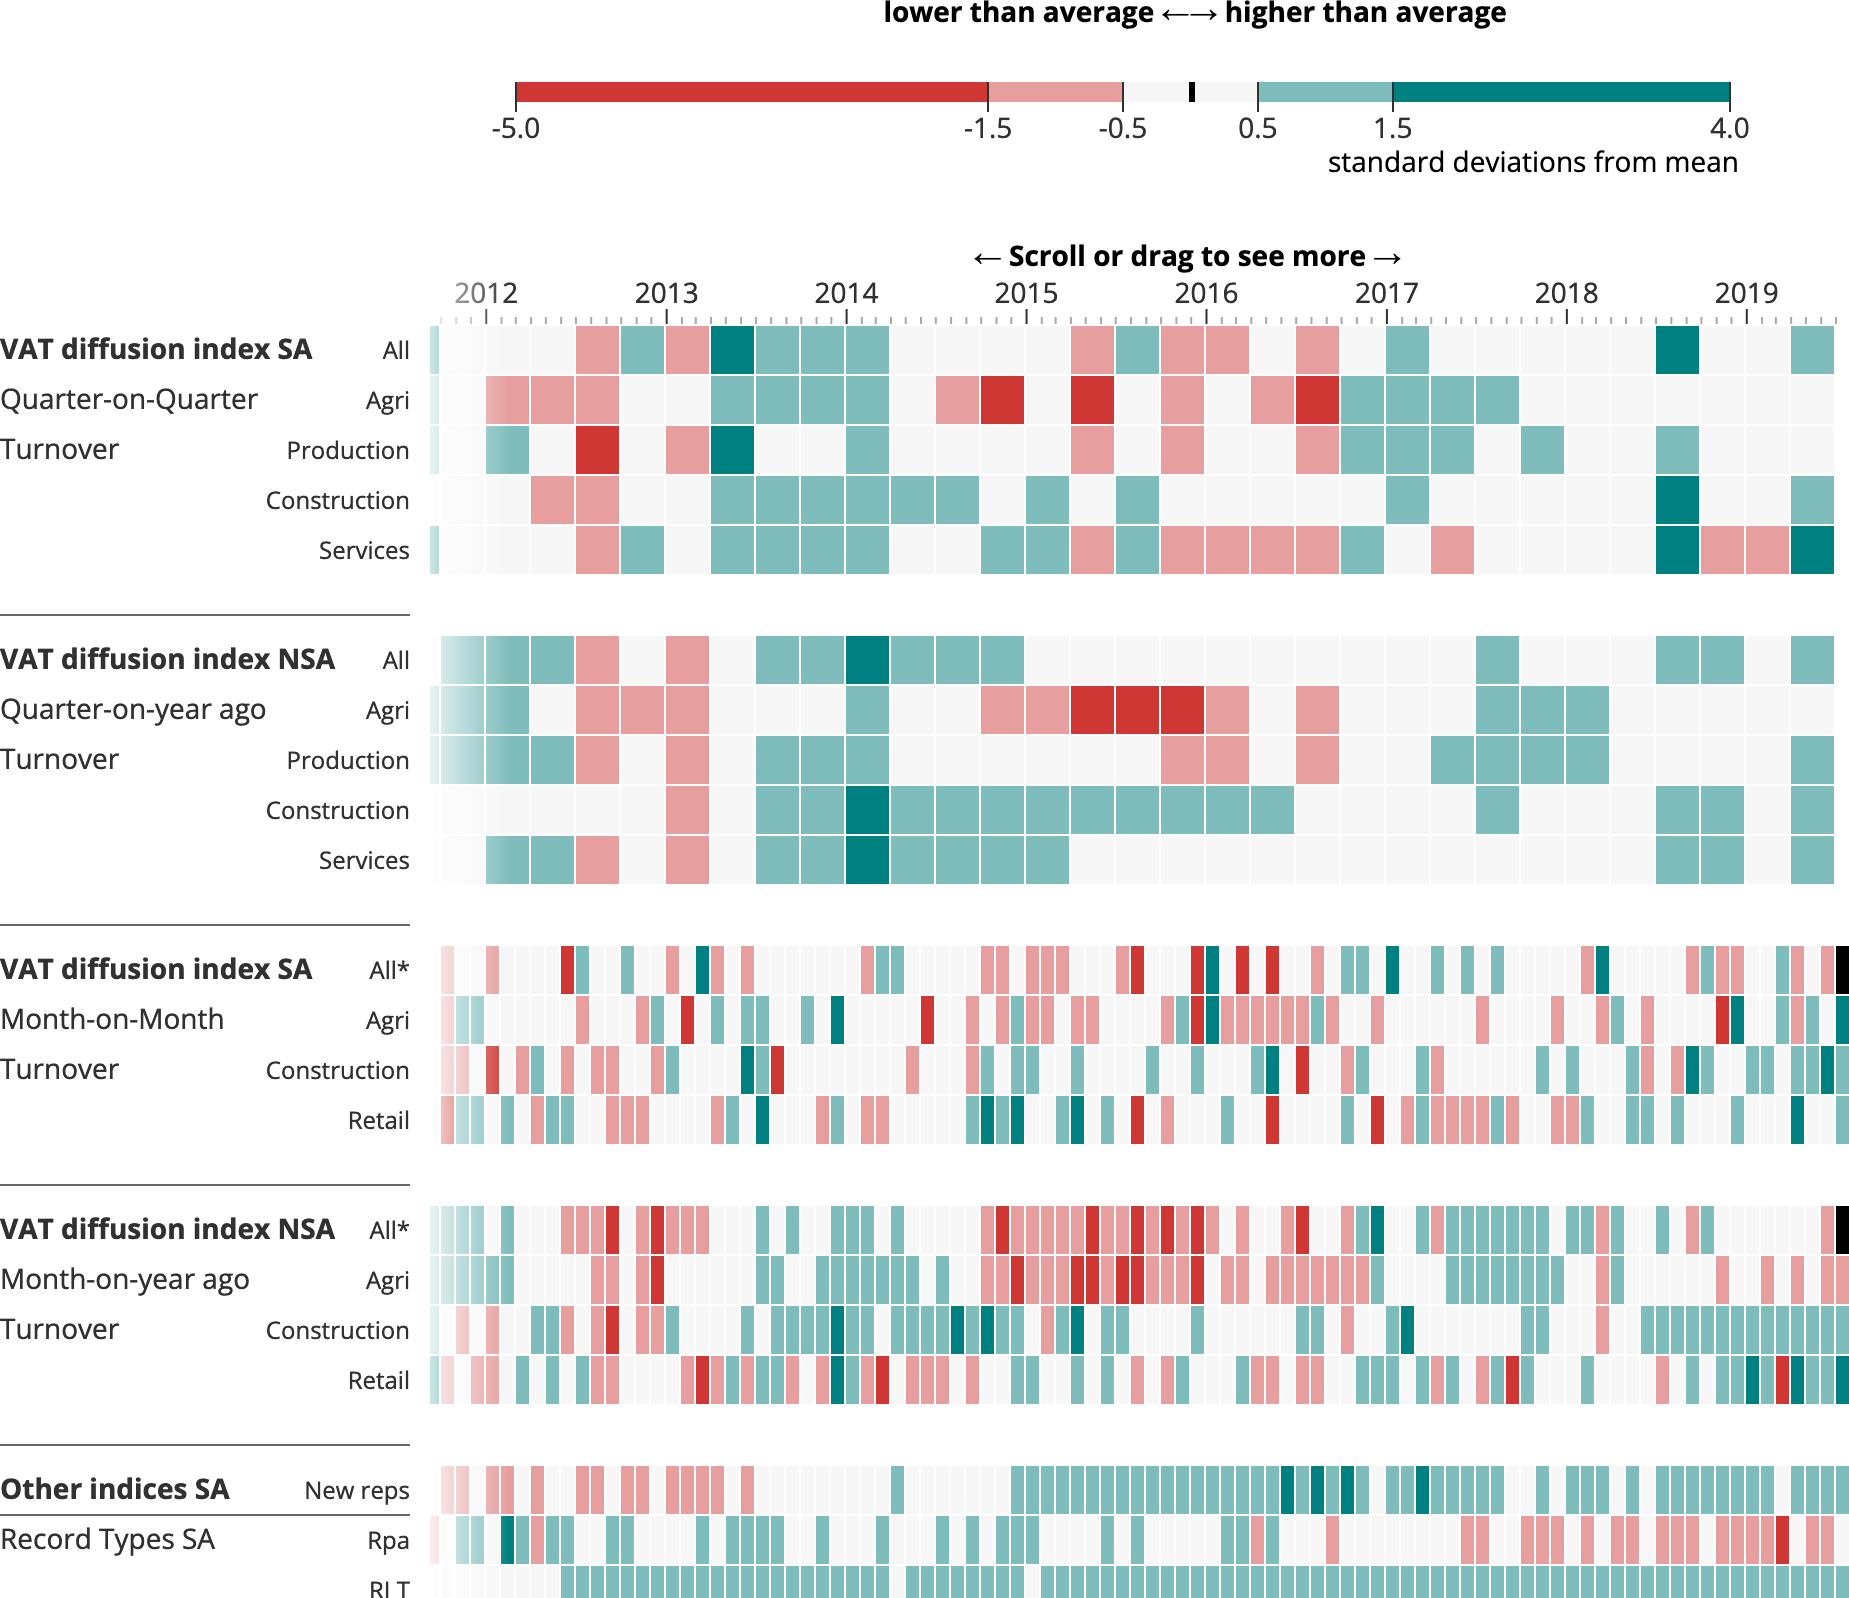 lower than average ←→ higher than average
-5.0 -1.5 -0.5 0.5 1.5 4.0
standard deviations from mean
← Scroll or drag to see more →
2012 2013 2014 2015 2016 2017 2018 2019
VAT diffusion index SA All
Quarter-on-Quarter Agri
Turnover Production
Construction
Services
VAT diffusion index NSA All
Quarter-on-year ago Agri
Turnover Production
Construction
Services
VAT diffusion index SA All*
Month-on-Month Agri
Turnover Construction
Retail
VAT diffusion index NSA All*
Month-on-year ago Agri
Turnover Construction
Retail
Other indices SA New reps
Record Types SA Rpa